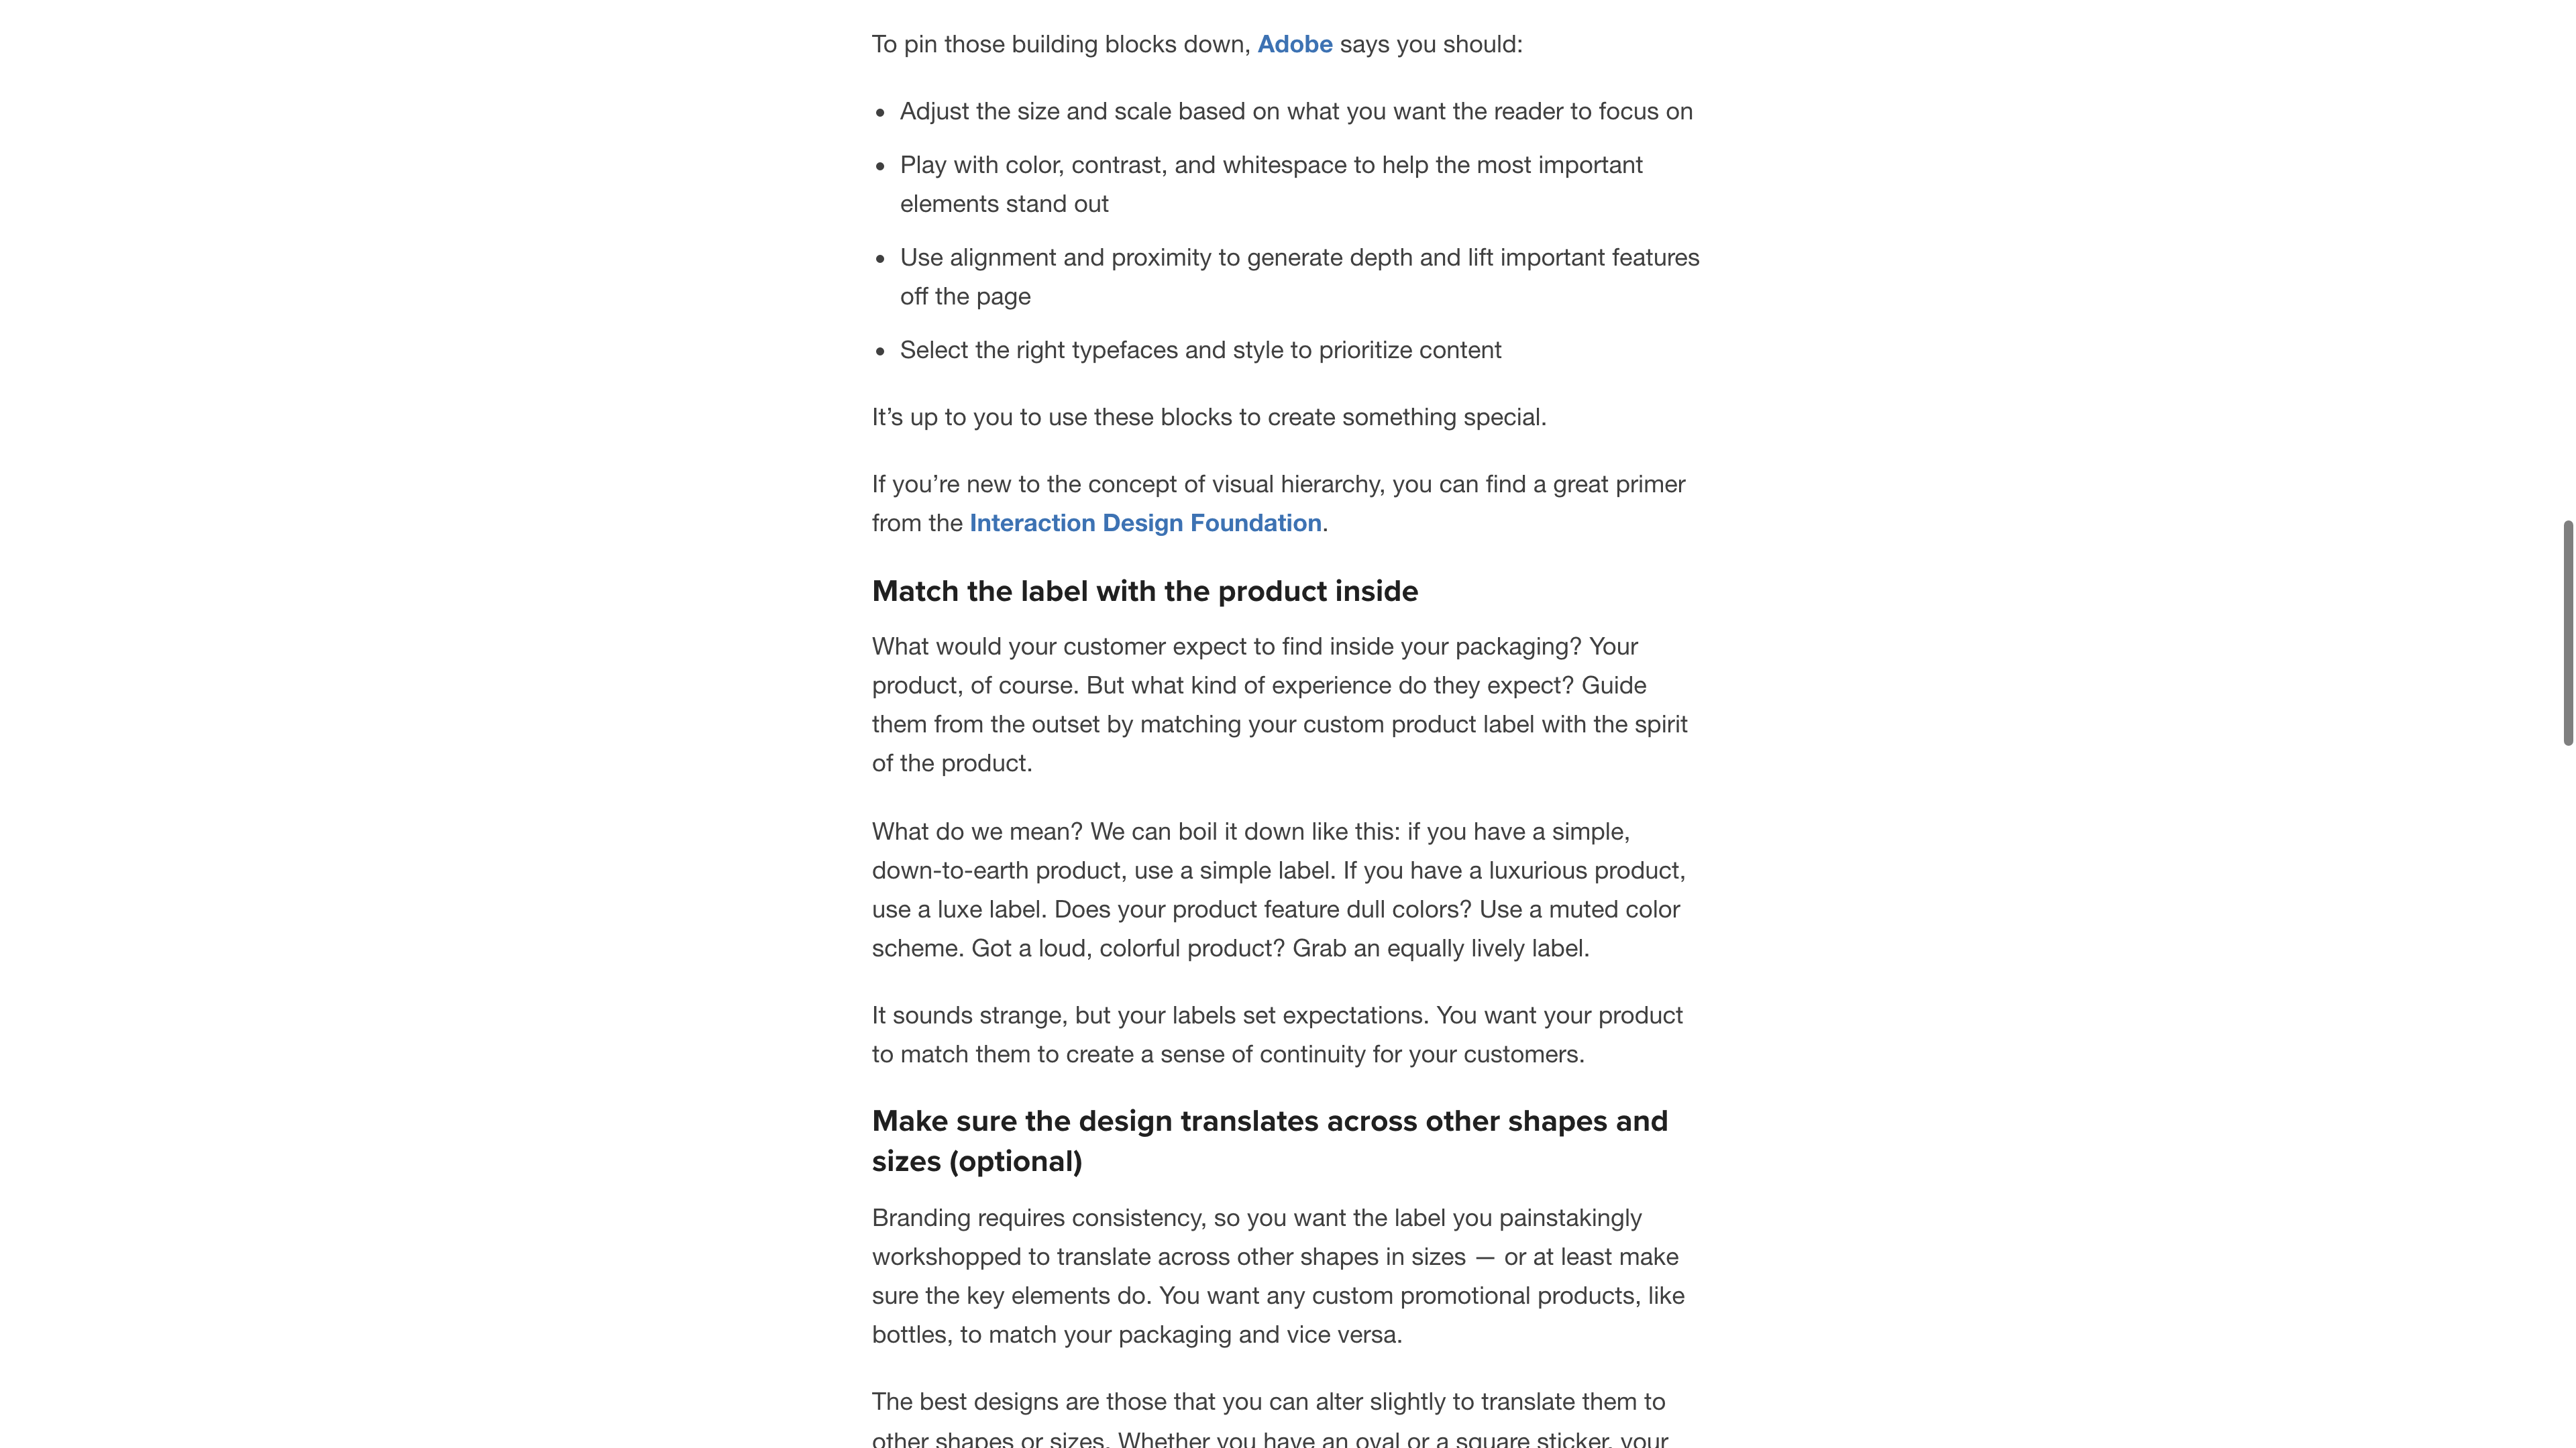 To pin those building blocks down, Adobe says you should:
• Adjust the size and scale based on what you want the reader to focus on
• Play with color, contrast, and whitespace to help the most important
elements stand out
• Use alignment and proximity to generate depth and lift important features
off the page
• Select the right typefaces and style to prioritize content
It’s up to you to use these blocks to create something special.
If you’re new to the concept of visual hierarchy, you can find a great primer
from the Interaction Design Foundation.
Match the label with the product inside
What would your customer expect to find inside your packaging? Your
product, of course. But what kind of experience do they expect? Guide
them from the outset by matching your custom product label with the spirit
of the product.
What do we mean? We can boil it down like this: if you have a simple,
down-to-earth product, use a simple label. If you have a luxurious product,
use a luxe label. Does your product feature dull colors? Use a muted color
scheme. Got a loud, colorful product? Grab an equally lively label.
It sounds strange, but your labels set expectations. You want your product
to match them to create a sense of continuity for your customers.
Make sure the design translates across other shapes and
sizes (optional)
Branding requires consistency, so you want the label you painstakingly
workshopped to translate across other shapes in sizes — or at least make
sure the key elements do. You want any custom promotional products, like
bottles, to match your packaging and vice versa.
The best designs are those that you can alter slightly to translate them to
other shapes or sizes. Whether you have an oval or a square sticker, your